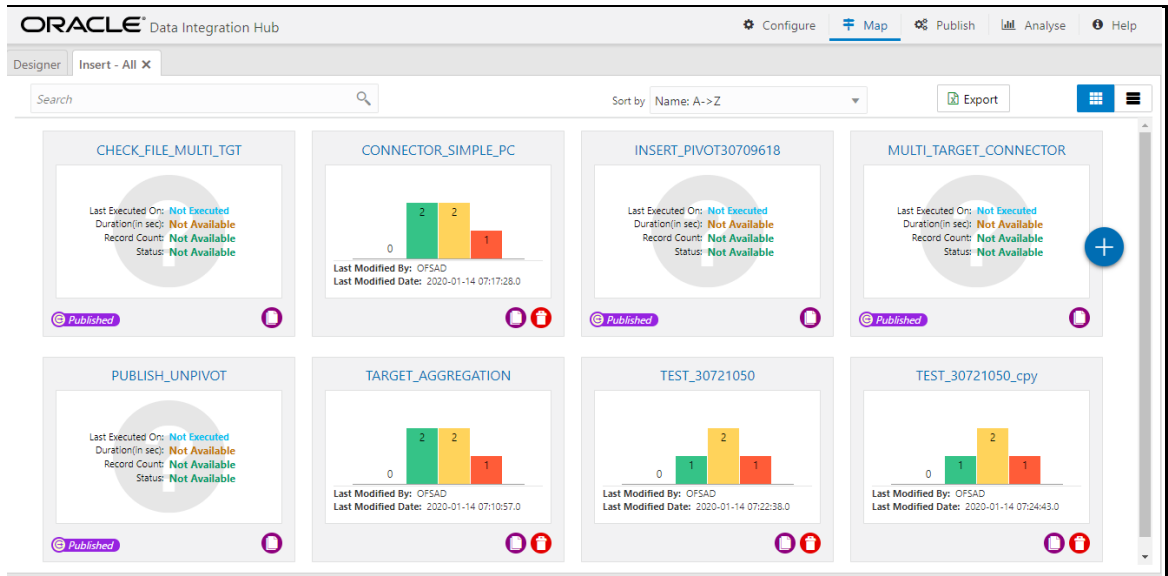 ORACLE® Data Integration Hub
Configure Map Publish Analyse Help
Designer Insert - All ×
Search Sort by Name: A->Z Export
CHECK_FILE_MULTI_TGT
Last Executed On: Not Executed
Duration(in sec): Not Available
Record Count: Not Available
Status: Not Available
Published
CONNECTOR_SIMPLE_PC
0 2 2 1
Last Modified By: OFSAD
Last Modified Date: 2020-01-14 07:17:28.0
INSERT_PIVOT30709618
Last Executed On: Not Executed
Duration(in sec): Not Available
Record Count: Not Available
Status: Not Available
Published
MULTI_TARGET_CONNECTOR
Last Executed On: Not Executed
Duration(in sec): Not Available
Record Count: Not Available
Status: Not Available
Published
PUBLISH_UNPIVOT
Last Executed On: Not Executed
Duration(in sec): Not Available
Record Count: Not Available
Status: Not Available
Published
TARGET_AGGREGATION
0 2 2 1
Last Modified By: OFSAD
Last Modified Date: 2020-01-14 07:10:57.0
TEST_30721050
0 1 2 1
Last Modified By: OFSAD
Last Modified Date: 2020-01-14 07:22:38.0
TEST_30721050_cpy
0 1 2 1
Last Modified By: OFSAD
Last Modified Date: 2020-01-14 07:24:43.0